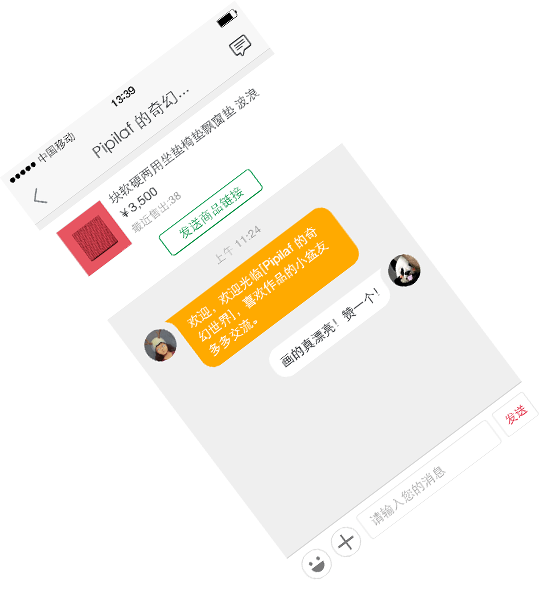 中国移动
13:39
Pipilaf 的奇幻...
块软硬两用坐垫椅垫飘窗垫 波浪
￥3,500
最近售出:38
发送商品链接
上午 11:24
欢迎，欢迎光临[Pipilaf 的奇
幻世界]，喜欢作品的小盆友
多多交流。
画的真漂亮！赞一个！
请输入您的消息
发送